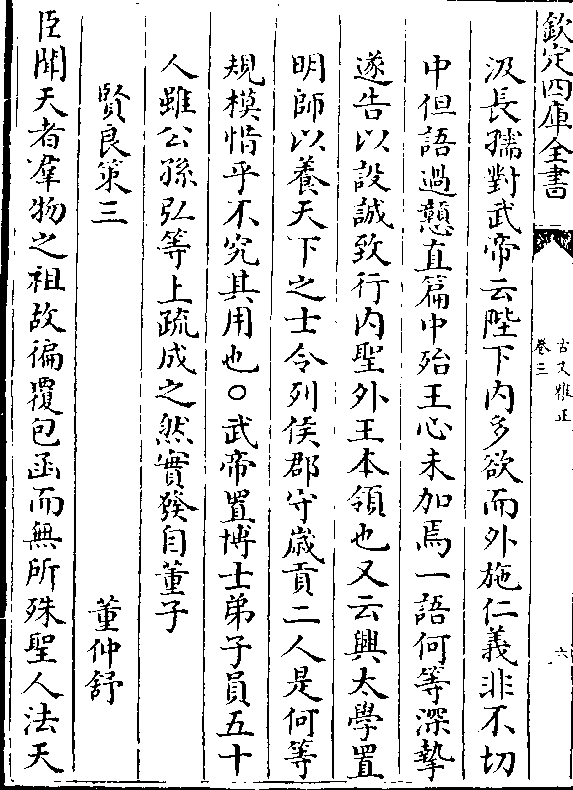 欽定四庫全書
古文雅正
卷三
六
汲長孺對武帝云陛下内多欲而外施仁義非不切
中但語過戇直篇中殆王心未加焉一語何等深摯
遂告以設誠致行内聖外王本領也又云興太學置
明師以養天下之士令列侯郡守歳貢二人是何等
規模惜乎不究其用也○武帝置博士弟子員五十
人雖公孫弘等上疏成之然實發自董子
賢良策三
董仲舒
臣聞天者羣物之祖故徧覆包函而無所殊聖人法天